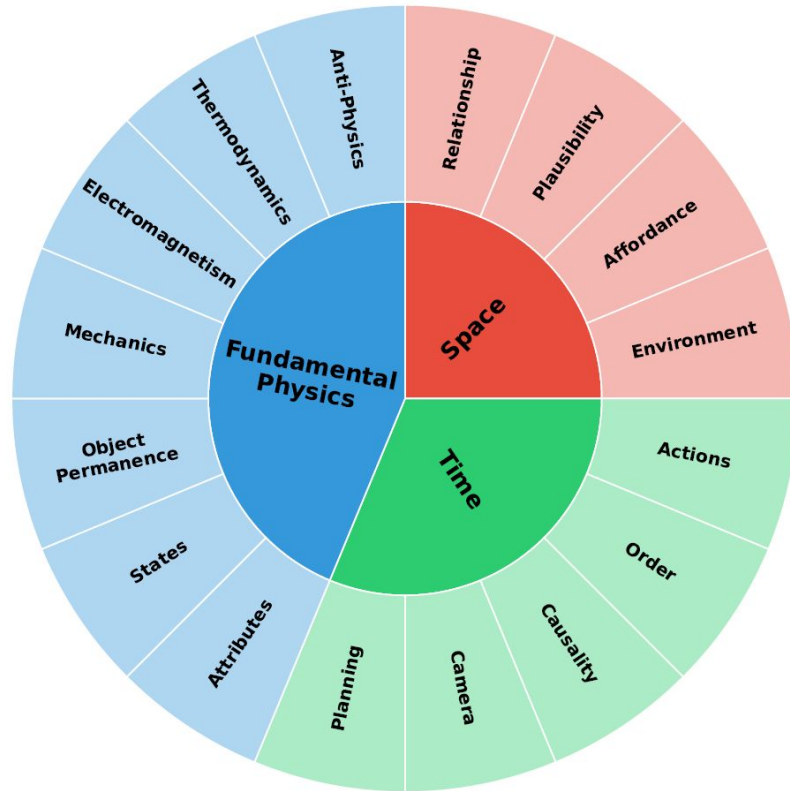 Fundamental
Physics
Space
Time
Relationship
Plausibility
Affordance
Environment
Actions
Order
Causality
Camera
Planning
Attributes
States
Object
Permanence
Mechanics
Electromagnetism
Thermodynamics
Anti-Physics